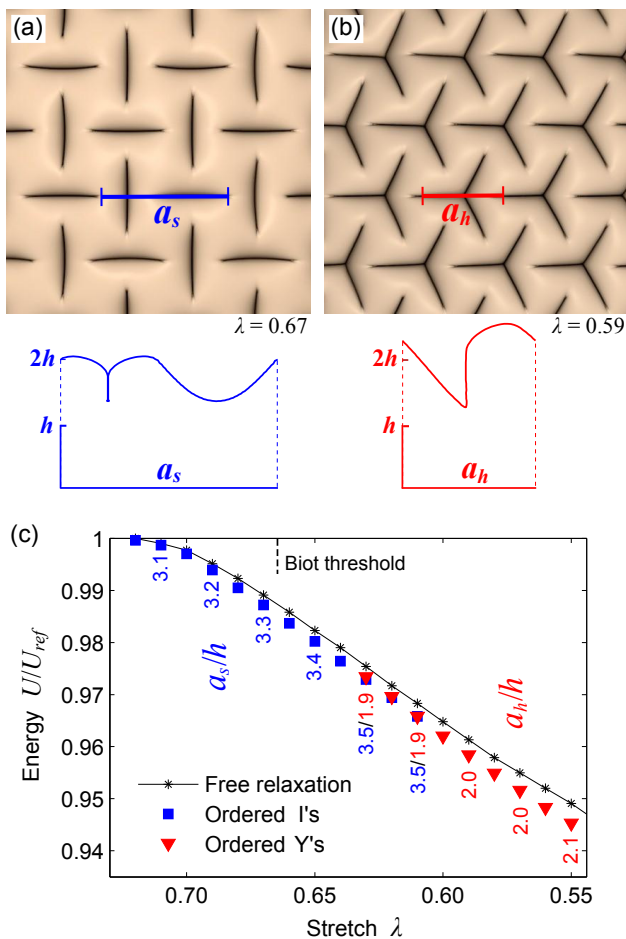 (a)
(b)
a_s
a_h
λ = 0.67
λ = 0.59
2h
h
a_s
2h
h
a_h
(c)
1
0.99
0.98
0.97
0.96
0.95
0.94
Energy U/U_ref
Biot threshold
3.1
3.2
3.3
3.4
3.5/1.9
3.5/1.9
2.0
2.0
2.1
a_s/h
a_h/h
Free relaxation
Ordered I's
Ordered Y's
0.70
0.65
0.60
0.55
Stretch λ